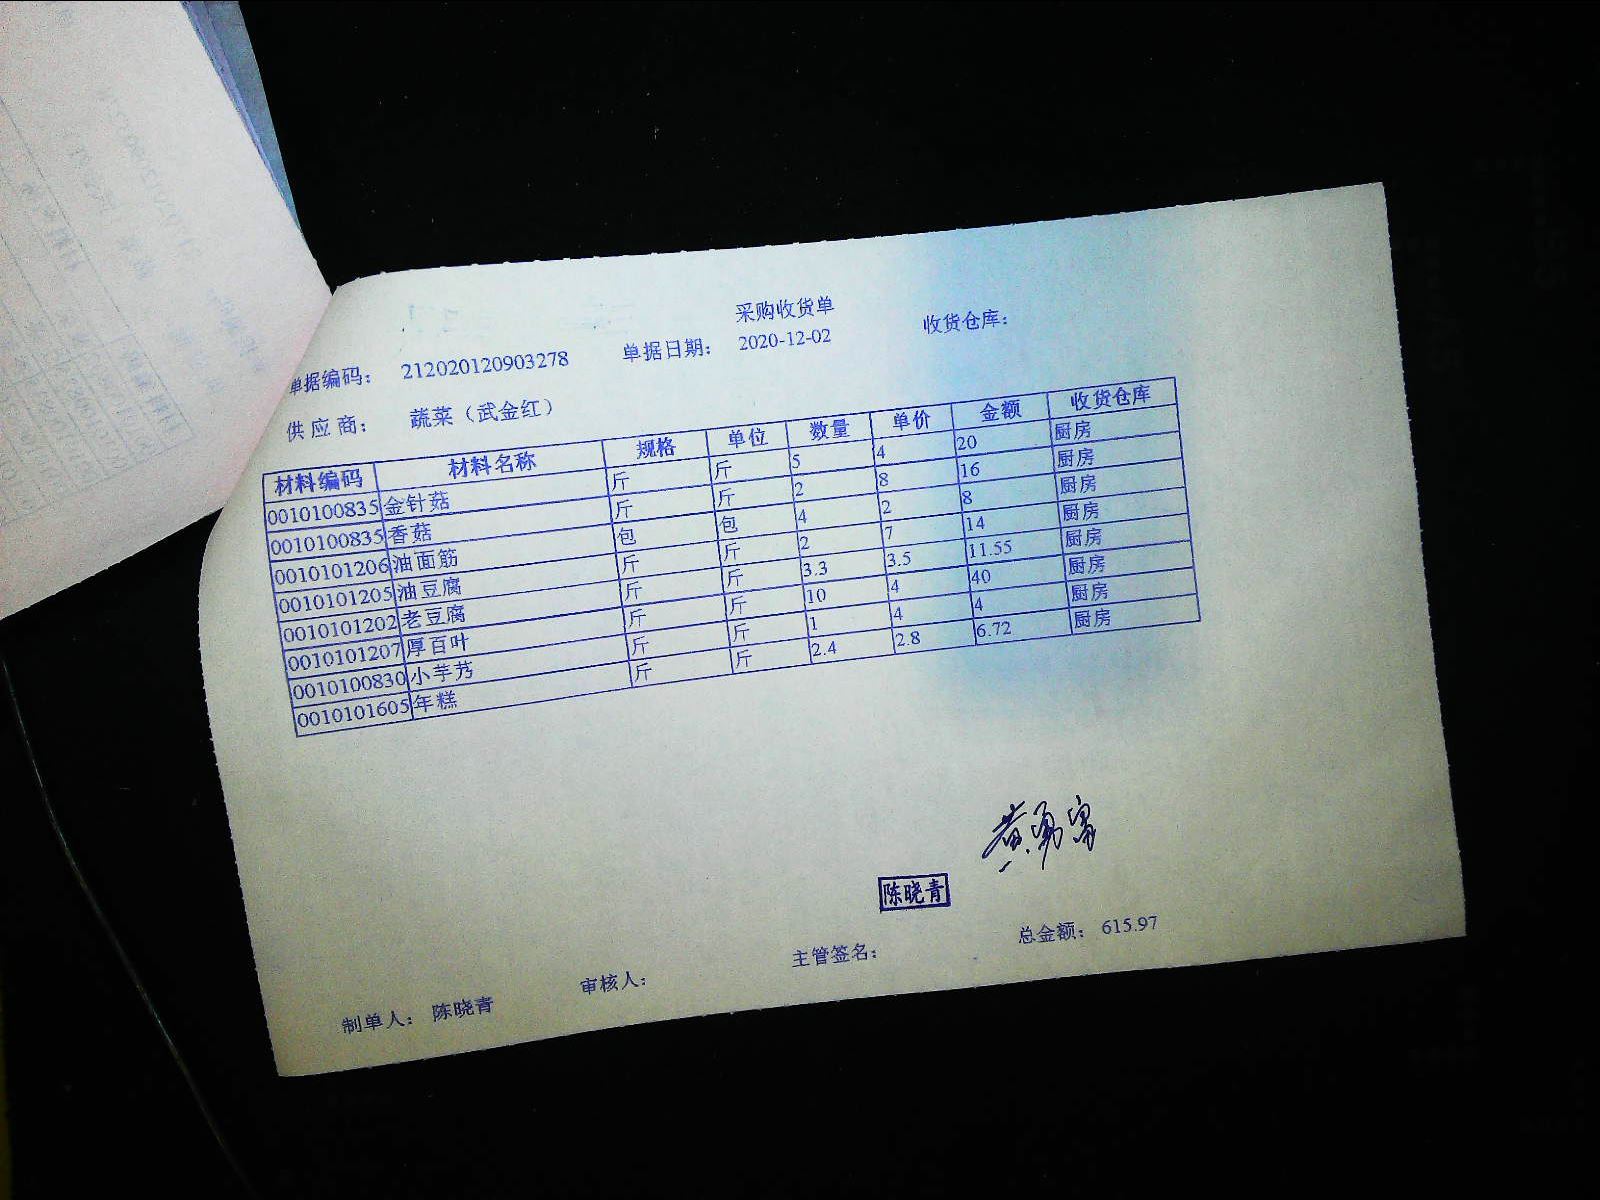 采购收货单
单据编码： 212020120903278 单据日期： 2020-12-02 收货仓库：
供应商： 蔬菜（武金红）
材料编码 材料名称 规格 单位 数量 单价 金额 收货仓库
0010100835 金针菇 斤 斤 5 4 20 厨房
0010100835 香菇 斤 斤 2 8 16 厨房
0010101206 油面筋 包 包 4 2 8 厨房
0010101205 油豆腐 斤 斤 2 7 14 厨房
0010101202 老豆腐 斤 斤 3.3 3.5 11.55 厨房
0010101207 厚百叶 斤 斤 10 4 40 厨房
0010100830 小芋艿 斤 斤 1 4 4 厨房
0010101605 年糕 斤 斤 2.4 2.8 6.72 厨房
黄勇富
陈晓青
制单人： 陈晓青 审核人： 主管签名： 总金额： 615.97